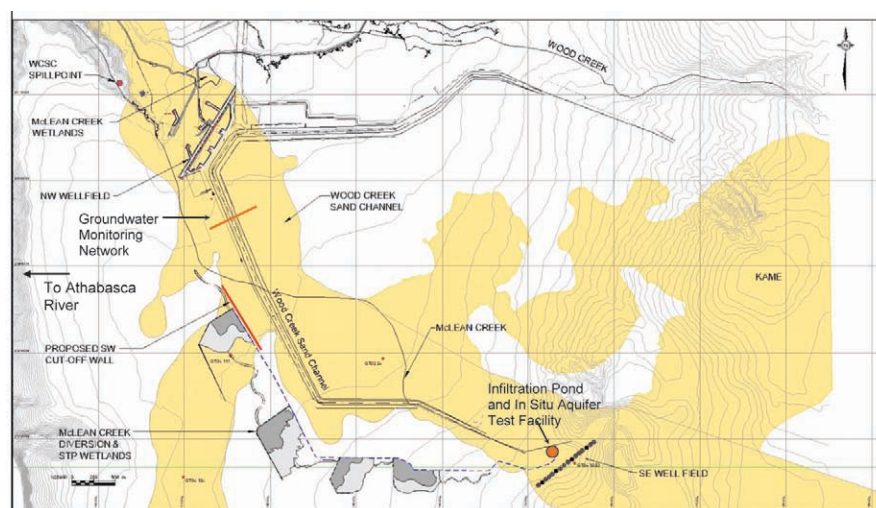 WOOD CREEK
N
WCSC
SPILLPOINT
McLEAN CREEK
WETLANDS
NW WELLFIELD
WOOD CREEK
SAND CHANNEL
Groundwater
Monitoring
Network
KAME
To Athabasca
River
Wood Creek Sand Channel
McLEAN CREEK
PROPOSED SW
CUT-OFF WALL
Infiltration Pond
and In Situ Aquifer
Test Facility
McLEAN CREEK
DIVERSION &
STP WETLANDS
SE WELL FIELD